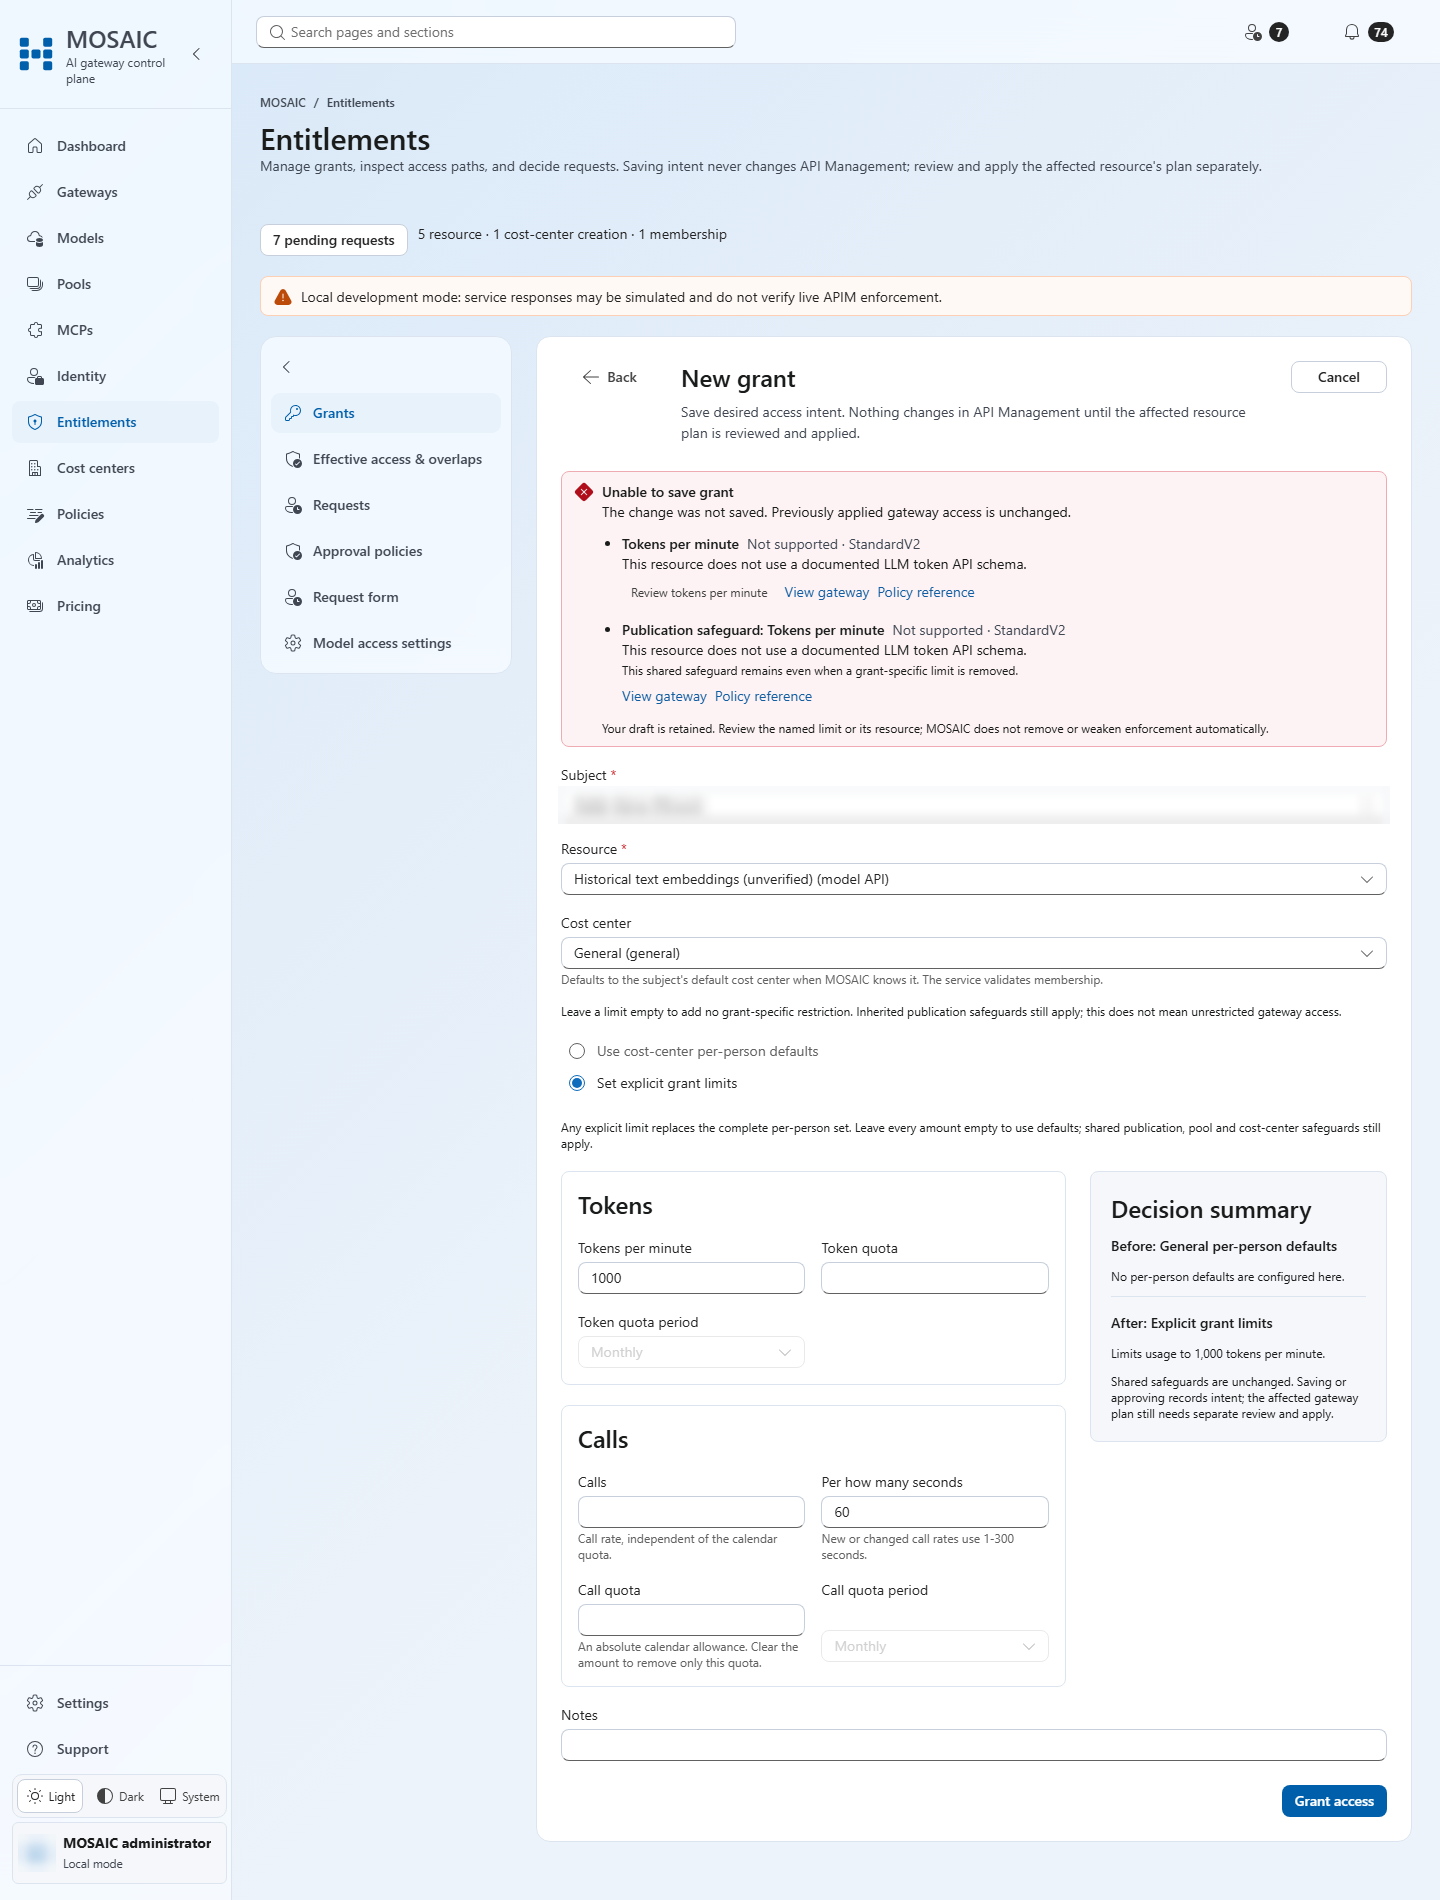 MOSAIC
AI gateway control
plane
Search pages and sections
7
74
Dashboard
Gateways
Models
Pools
MCPs
Identity
Entitlements
Cost centers
Policies
Analytics
Pricing
Settings
Support
Light
Dark
System
MOSAIC administrator
Local mode
MOSAIC / Entitlements
Entitlements
Manage grants, inspect access paths, and decide requests. Saving intent never changes API Management; review and apply the affected resource's plan separately.
7 pending requests
5 resource · 1 cost-center creation · 1 membership
Local development mode: service responses may be simulated and do not verify live APIM enforcement.
Grants
Effective access & overlaps
Requests
Approval policies
Request form
Model access settings
Back
New grant
Cancel
Save desired access intent. Nothing changes in API Management until the affected resource
plan is reviewed and applied.
Unable to save grant
The change was not saved. Previously applied gateway access is unchanged.
Tokens per minute Not supported · StandardV2
This resource does not use a documented LLM token API schema.
Review tokens per minute View gateway Policy reference
Publication safeguard: Tokens per minute Not supported · StandardV2
This resource does not use a documented LLM token API schema.
This shared safeguard remains even when a grant-specific limit is removed.
View gateway Policy reference
Your draft is retained. Review the named limit or its resource; MOSAIC does not remove or weaken enforcement automatically.
Subject *
Resource *
Historical text embeddings (unverified) (model API)
Cost center
General (general)
Defaults to the subject's default cost center when MOSAIC knows it. The service validates membership.
Leave a limit empty to add no grant-specific restriction. Inherited publication safeguards still apply; this does not mean unrestricted gateway access.
Use cost-center per-person defaults
Set explicit grant limits
Any explicit limit replaces the complete per-person set. Leave every amount empty to use defaults; shared publication, pool and cost-center safeguards still
apply.
Tokens
Tokens per minute
1000
Token quota
Token quota period
Monthly
Calls
Calls
Call rate, independent of the calendar
quota.
Per how many seconds
60
New or changed call rates use 1-300
seconds.
Call quota
An absolute calendar allowance. Clear the
amount to remove only this quota.
Call quota period
Monthly
Decision summary
Before: General per-person defaults
No per-person defaults are configured here.
After: Explicit grant limits
Limits usage to 1,000 tokens per minute.
Shared safeguards are unchanged. Saving or
approving records intent; the affected gateway
plan still needs separate review and apply.
Notes
Grant access